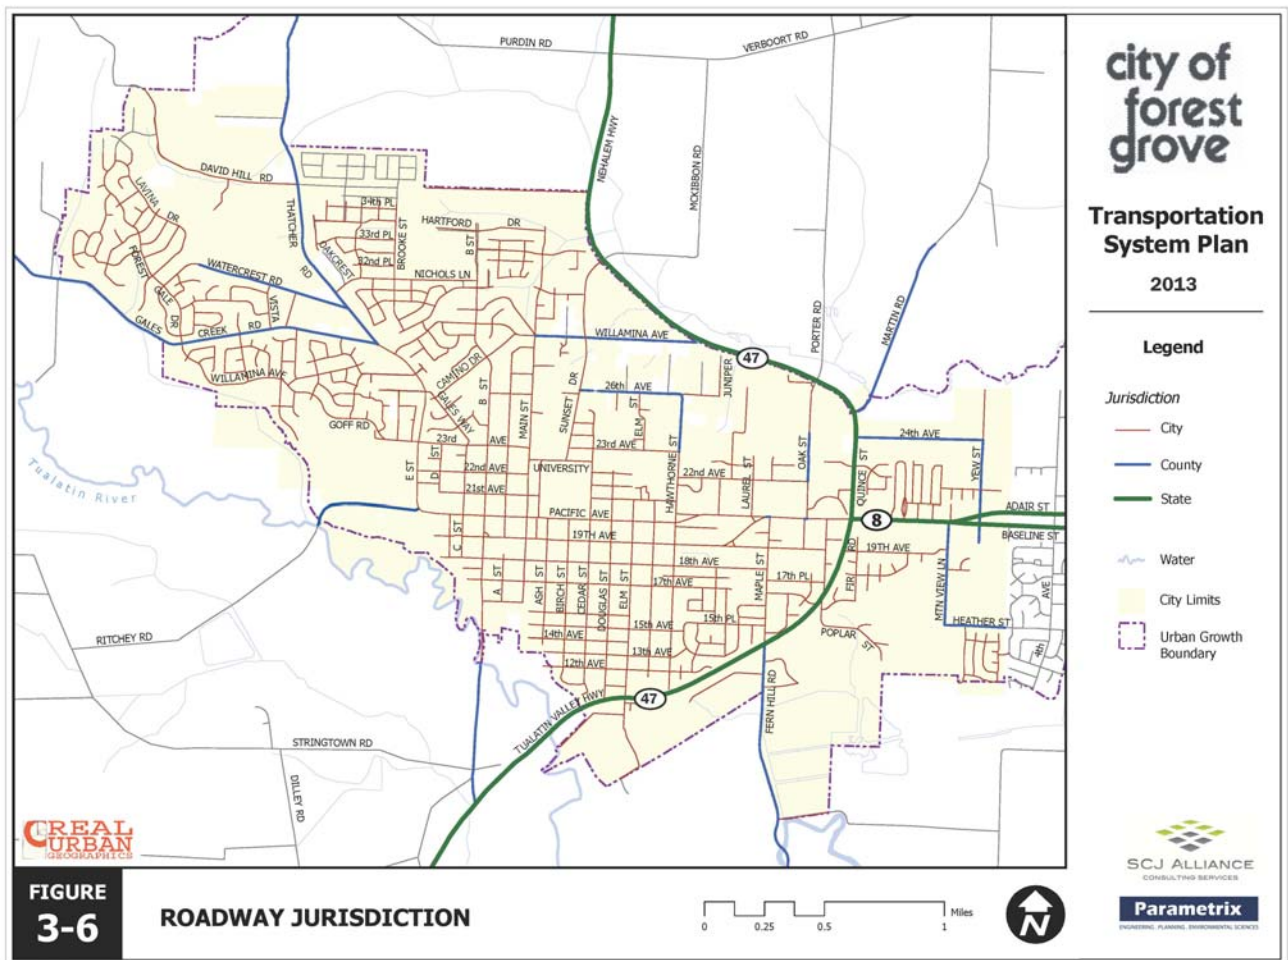 PURDIN RD
VERBOORT RD
NEHALEM HWY
MCKIBBON RD
DAVID HILL RD
LAVINA
DR
THATCHER
RD
34th PL
33rd PL
32nd PL
OAKCREST
BROOKE ST
HARTFORD DR
B ST
NICHOLS LN
FOREST
GALE
DR
WATERCREST RD
VISTA
GALES
CREEK RD
WILLAMINA AVE
PORTER RD
MARTIN RD
47
WILLAMINA AVE
CAMINO DR
GALES WAY
B ST
MAIN ST
SUNSET
DR
26th AVE
JUNIPER
ELM
ST
GOFF RD
23rd AVE
23rd AVE
HAWTHORNE ST
OAK ST
24th AVE
E ST
D ST
22nd AVE
UNIVERSITY
22nd AVE
LAUREL ST
QUINCE ST
YEW ST
21st AVE
Tualatin River
PACIFIC AVE
8
ADAIR ST
BASELINE ST
C ST
19TH AVE
18th AVE
17th AVE
MAPLE ST
17th PL
FIR RD
19TH AVE
MTN VIEW LN
AVE
4th
A ST
ASH ST
BIRCH ST
CEDAR ST
DOUGLAS ST
ELM ST
15th AVE
15th PL
14th AVE
13th AVE
12th AVE
POPLAR
ST
HEATHER ST
RITCHEY RD
47
TUALATIN VALLEY HWY
FERN HILL RD
STRINGTOWN RD
DILLEY RD
REAL
URBAN
GEOGRAPHICS
city of
forest
grove
Transportation
System Plan
2013
Legend
Jurisdiction
City
County
State
Water
City Limits
Urban Growth
Boundary
SCJ ALLIANCE
CONSULTING SERVICES
Parametrix
ENGINEERING . PLANNING . ENVIRONMENTAL SCIENCES
FIGURE
3-6
ROADWAY JURISDICTION
0 0.25 0.5 1 Miles
N